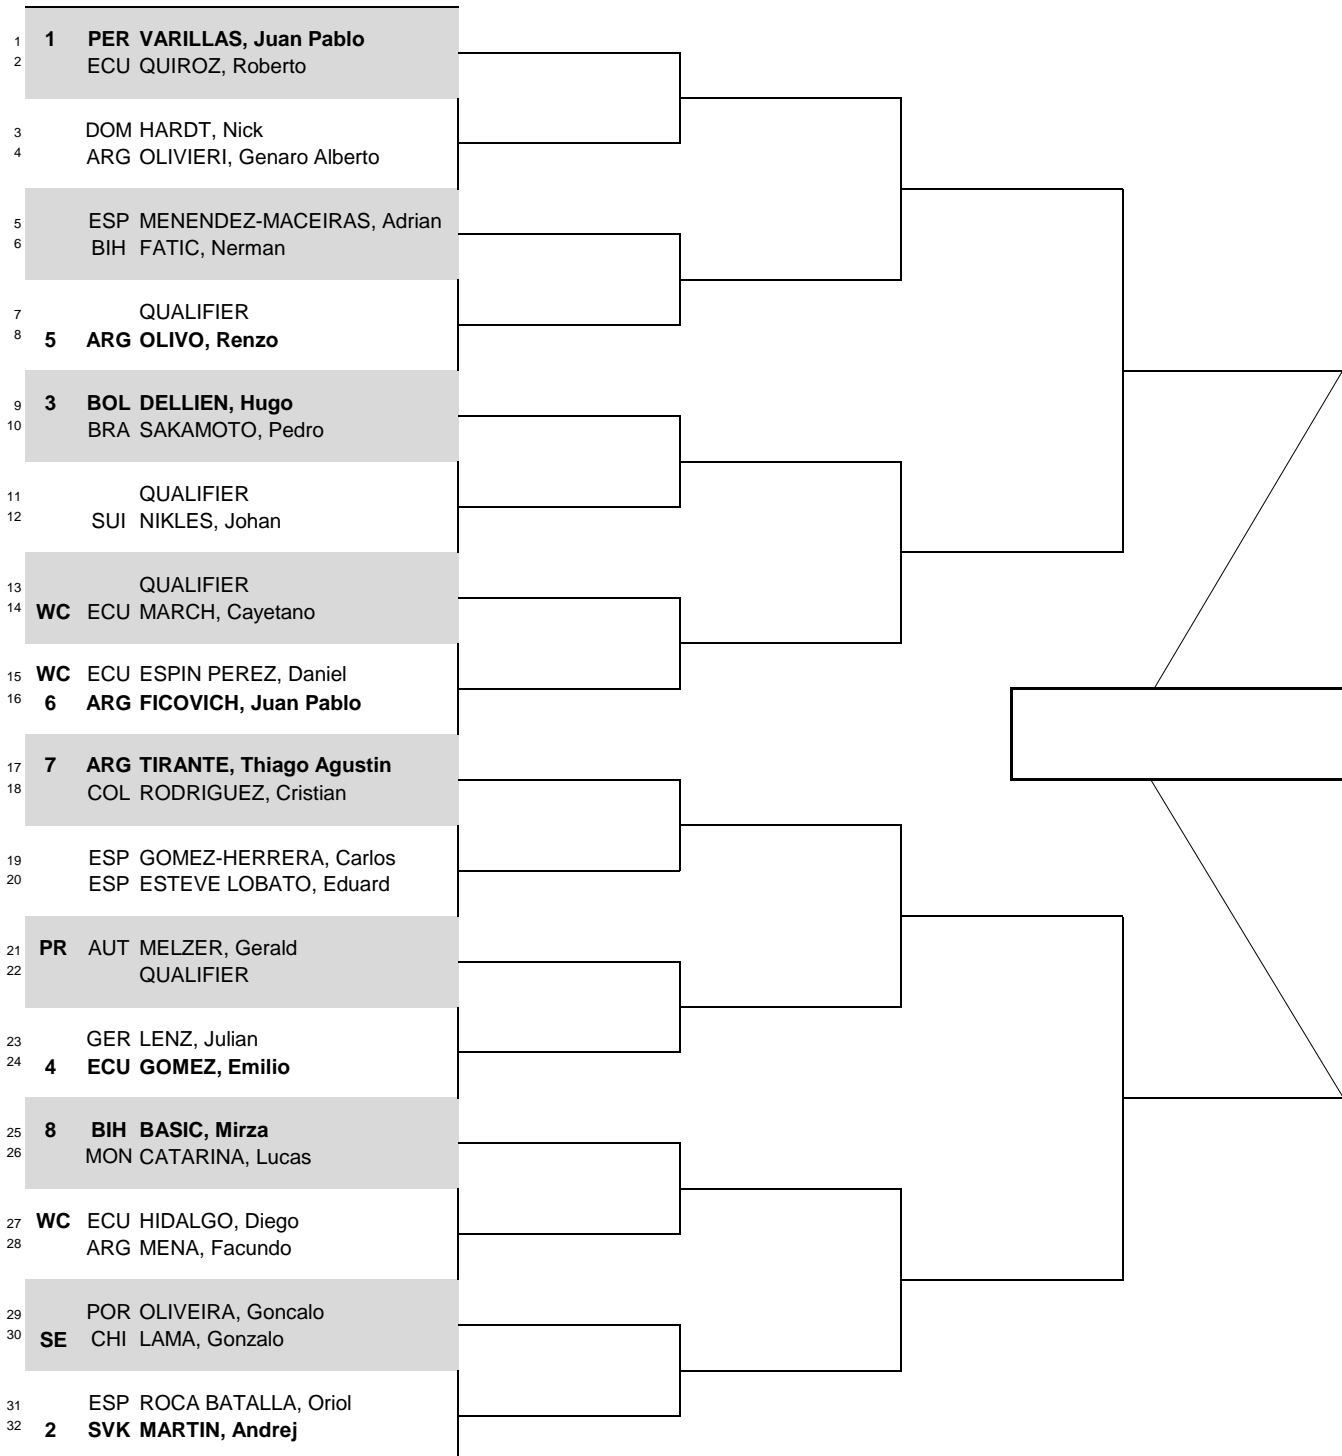 1 1 PER VARILLAS, Juan Pablo
2 ECU QUIROZ, Roberto
3 DOM HARDT, Nick
4 ARG OLIVIERI, Genaro Alberto
5 ESP MENENDEZ-MACEIRAS, Adrian
6 BIH FATIC, Nerman
7 QUALIFIER
8 5 ARG OLIVO, Renzo
9 3 BOL DELLIEN, Hugo
10 BRA SAKAMOTO, Pedro
11 QUALIFIER
12 SUI NIKLES, Johan
13 QUALIFIER
14 WC ECU MARCH, Cayetano
15 WC ECU ESPIN PEREZ, Daniel
16 6 ARG FICOVICH, Juan Pablo
17 7 ARG TIRANTE, Thiago Agustin
18 COL RODRIGUEZ, Cristian
19 ESP GOMEZ-HERRERA, Carlos
20 ESP ESTEVE LOBATO, Eduard
21 PR AUT MELZER, Gerald
22 QUALIFIER
23 GER LENZ, Julian
24 4 ECU GOMEZ, Emilio
25 8 BIH BASIC, Mirza
26 MON CATARINA, Lucas
27 WC ECU HIDALGO, Diego
28 ARG MENA, Facundo
29 POR OLIVEIRA, Goncalo
30 SE CHI LAMA, Gonzalo
31 ESP ROCA BATALLA, Oriol
32 2 SVK MARTIN, Andrej